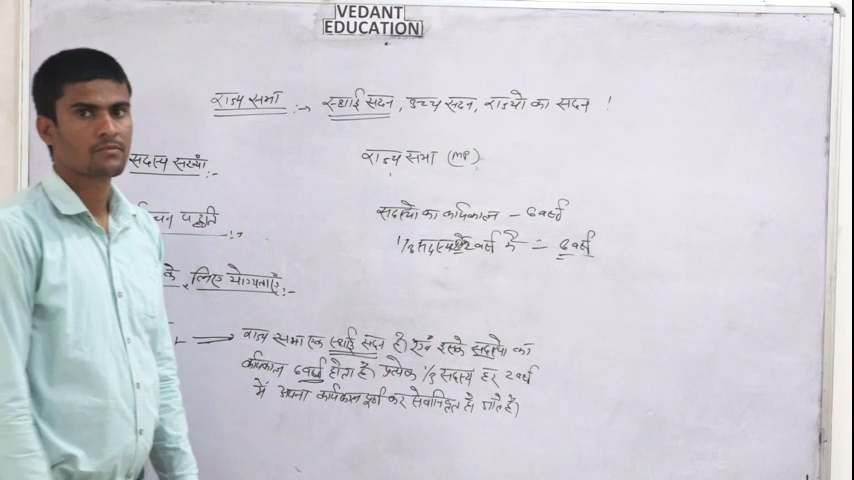 VEDANT
EDUCATION
राज्य सभा :→ स्थाई सदन, उच्च सदन, राज्यो का सदन !
सदस्य सख्यां :-
राज्य सभा (MP)
चन पद्धति :-
सदस्यो का कार्यकाल - 6 वर्ष
1/3 सदस्य हर 2 वर्ष में = 6 वर्ष
के लिए योग्यताएं :-
→ राज्य सभा एक स्थाई सदन है। एवं इसके सदस्यो का
कार्यकाल 6 वर्ष होता है। प्रत्येक 1/3 सदस्य हर 2 वर्ष
में अपना कार्यकाल पूर्ण कर सेवानिवृत हो जाते है।